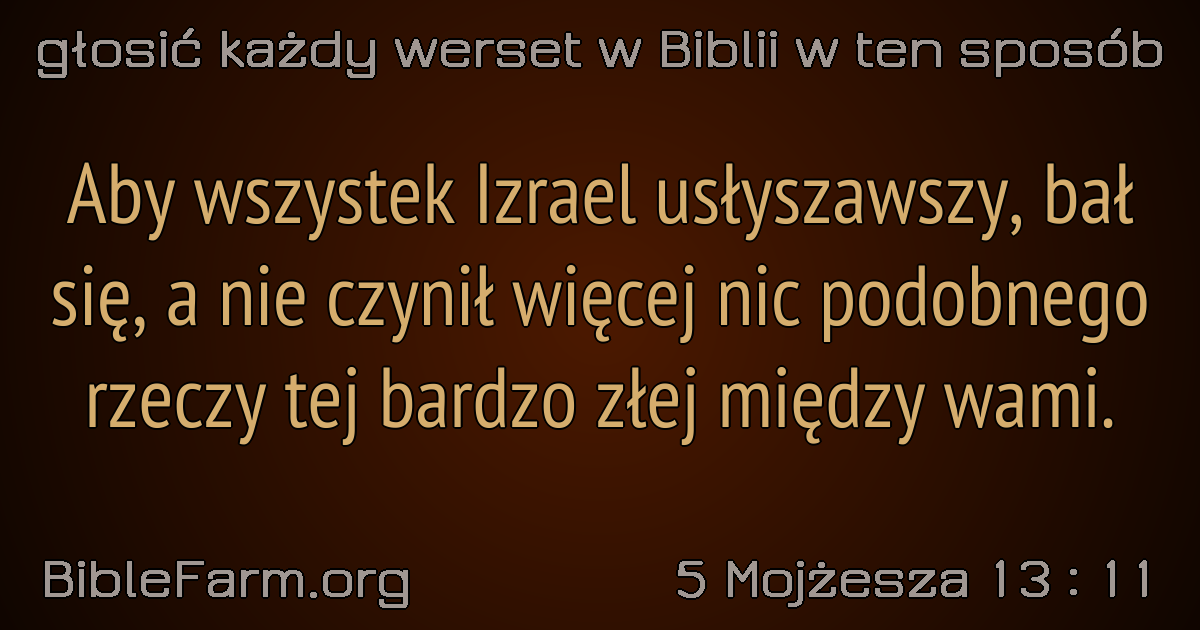 głosić każdy werset w Biblii w ten sposób
Aby wszystek Izrael usłyszawszy, bał
się, a nie czynił więcej nic podobnego
rzeczy tej bardzo złej między wami.
BibleFarm.org
5 Mojżesza 13 : 11